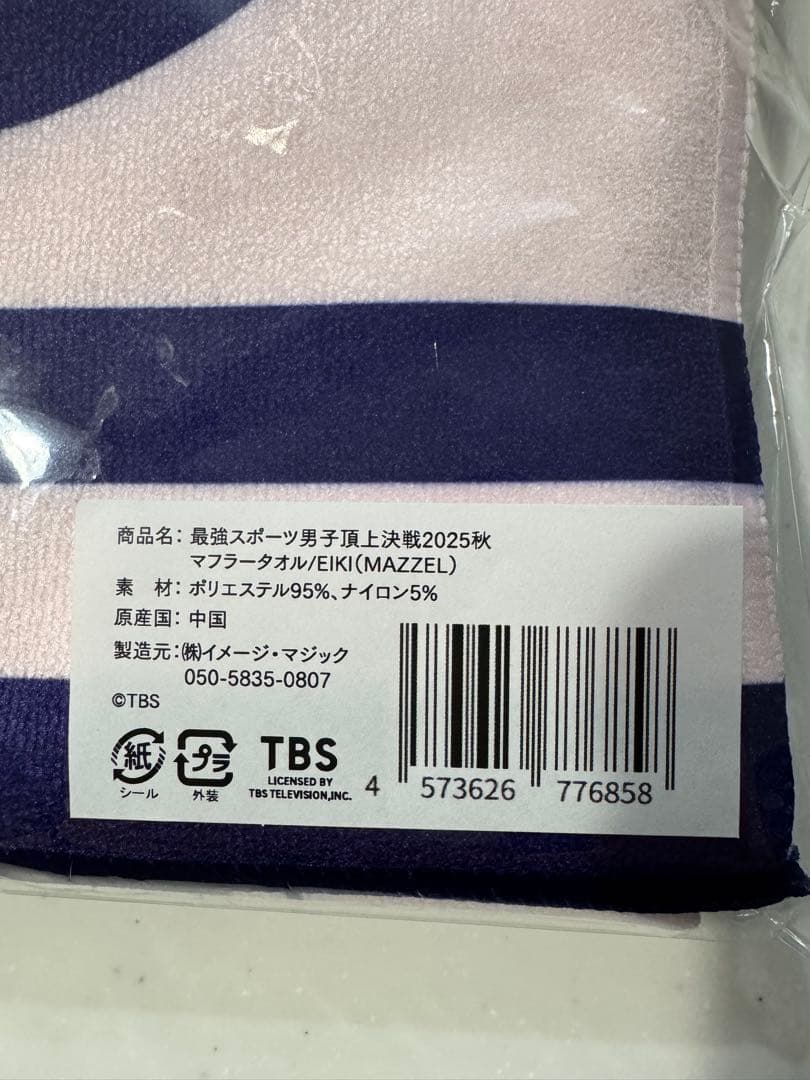 商品名: 最強スポーツ男子頂上決戦2025秋
マフラータオル/EIKI(MAZZEL)
素　材: ポリエステル95%、ナイロン5%
原産国: 中国
製造元:㈱イメージ・マジック
050-5835-0807
©TBS
紙
シール
プラ
外装
TBS
LICENSED BY
TBS TELEVISION,INC.
4 573626 776858